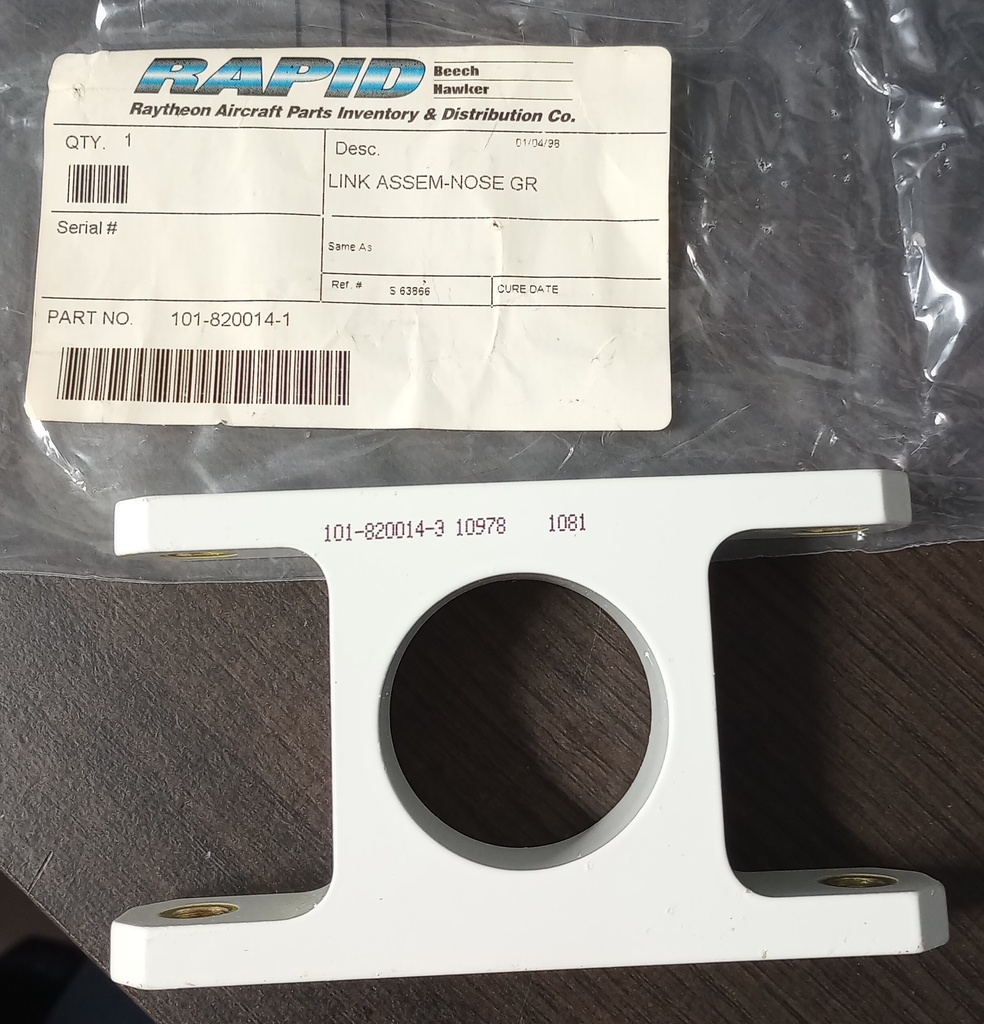 RAPID Beech
Hawker
Raytheon Aircraft Parts Inventory & Distribution Co.
QTY. 1
Desc. 01/04/98
LINK ASSEM-NOSE GR
Serial #
Same As
Ref. # S 63866
CURE DATE
PART NO. 101-820014-1
101-820014-3 10978 1081